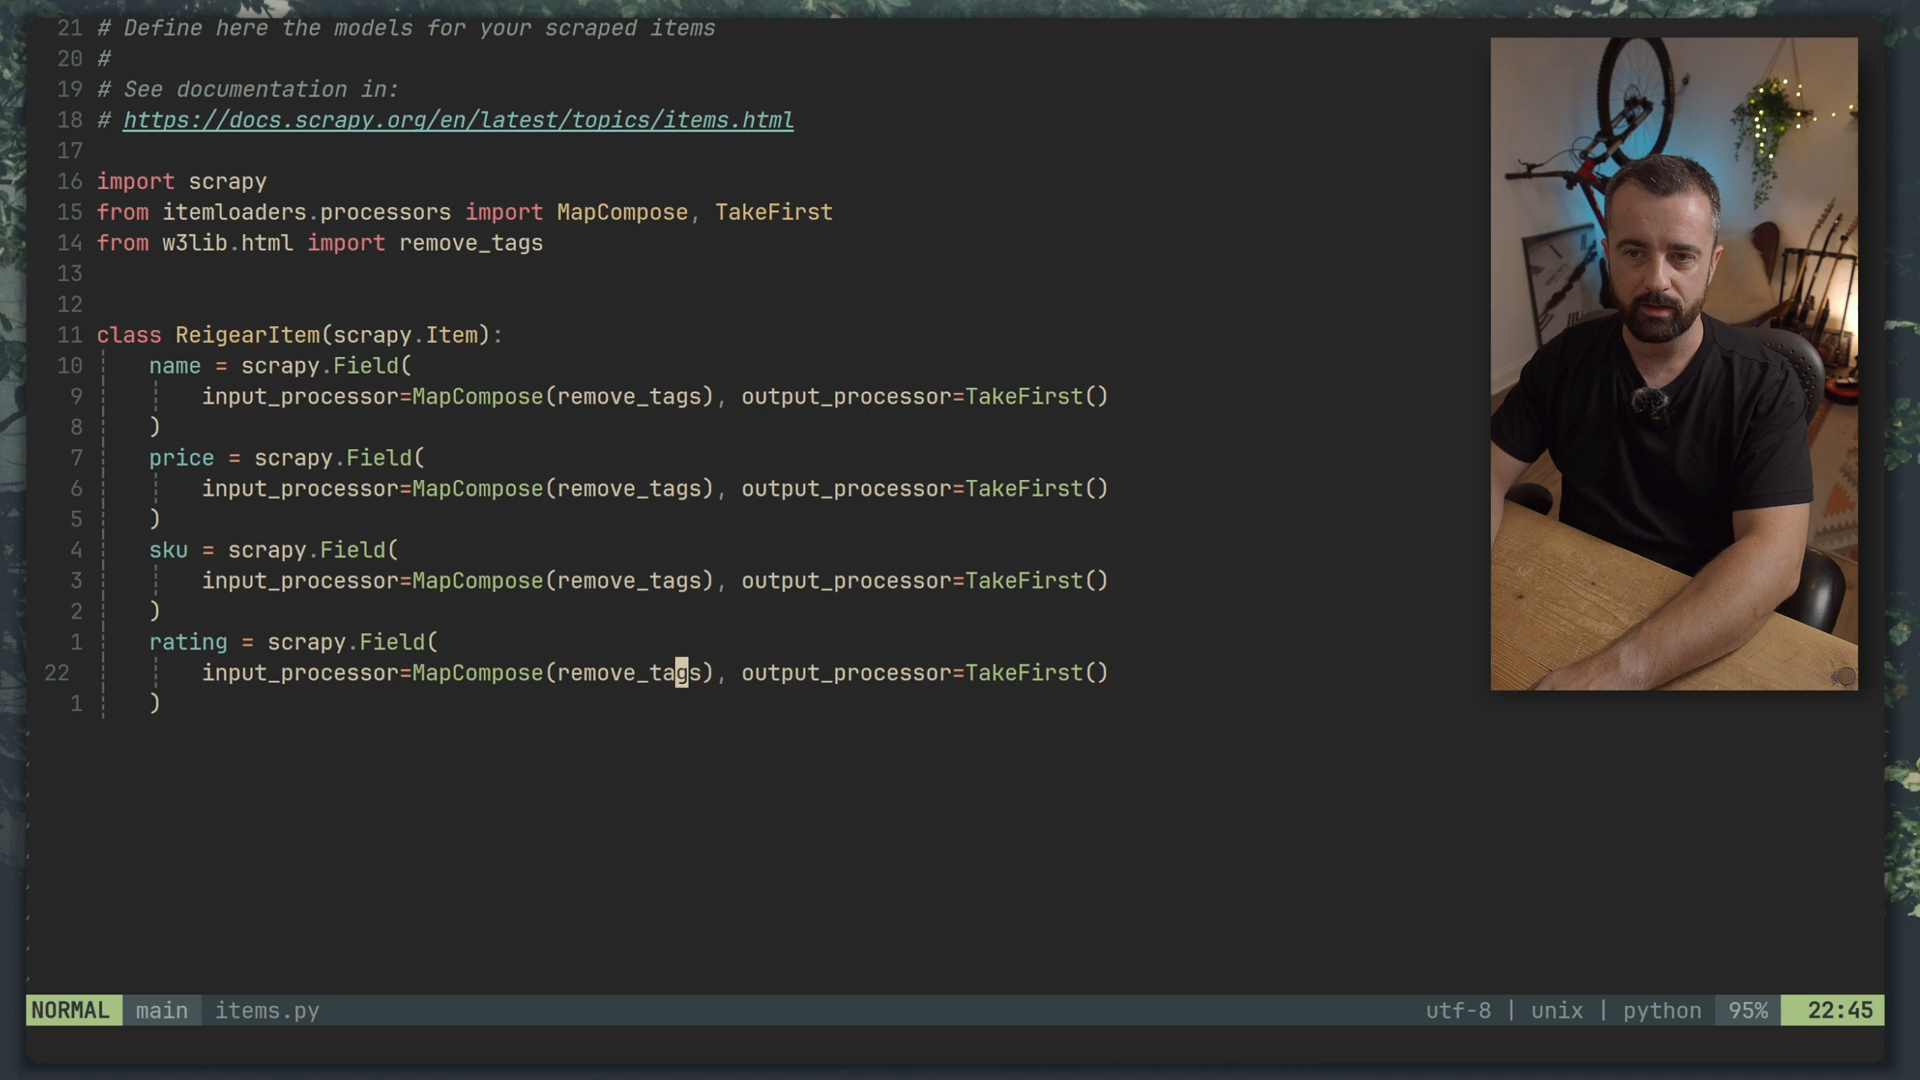 21 # Define here the models for your scraped items
20 #
19 # See documentation in:
18 # https://docs.scrapy.org/en/latest/topics/items.html
17
16 import scrapy
15 from itemloaders.processors import MapCompose, TakeFirst
14 from w3lib.html import remove_tags
13
12
11 class ReigearItem(scrapy.Item):
10     name = scrapy.Field(
9         input_processor=MapCompose(remove_tags), output_processor=TakeFirst()
8     )
7     price = scrapy.Field(
6         input_processor=MapCompose(remove_tags), output_processor=TakeFirst()
5     )
4     sku = scrapy.Field(
3         input_processor=MapCompose(remove_tags), output_processor=TakeFirst()
2     )
1     rating = scrapy.Field(
22         input_processor=MapCompose(remove_tags), output_processor=TakeFirst()
1     )
NORMAL main items.py utf-8 | unix | python 95% 22:45